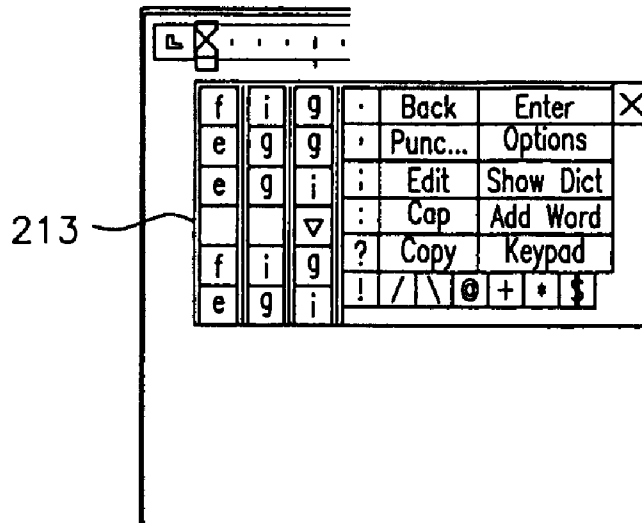 f i g . Back Enter X
e g g , Punc... Options
e g i ; Edit Show Dict
213 : Cap Add Word
f i g ? Copy Keypad
e g i ! / \ @ + * $